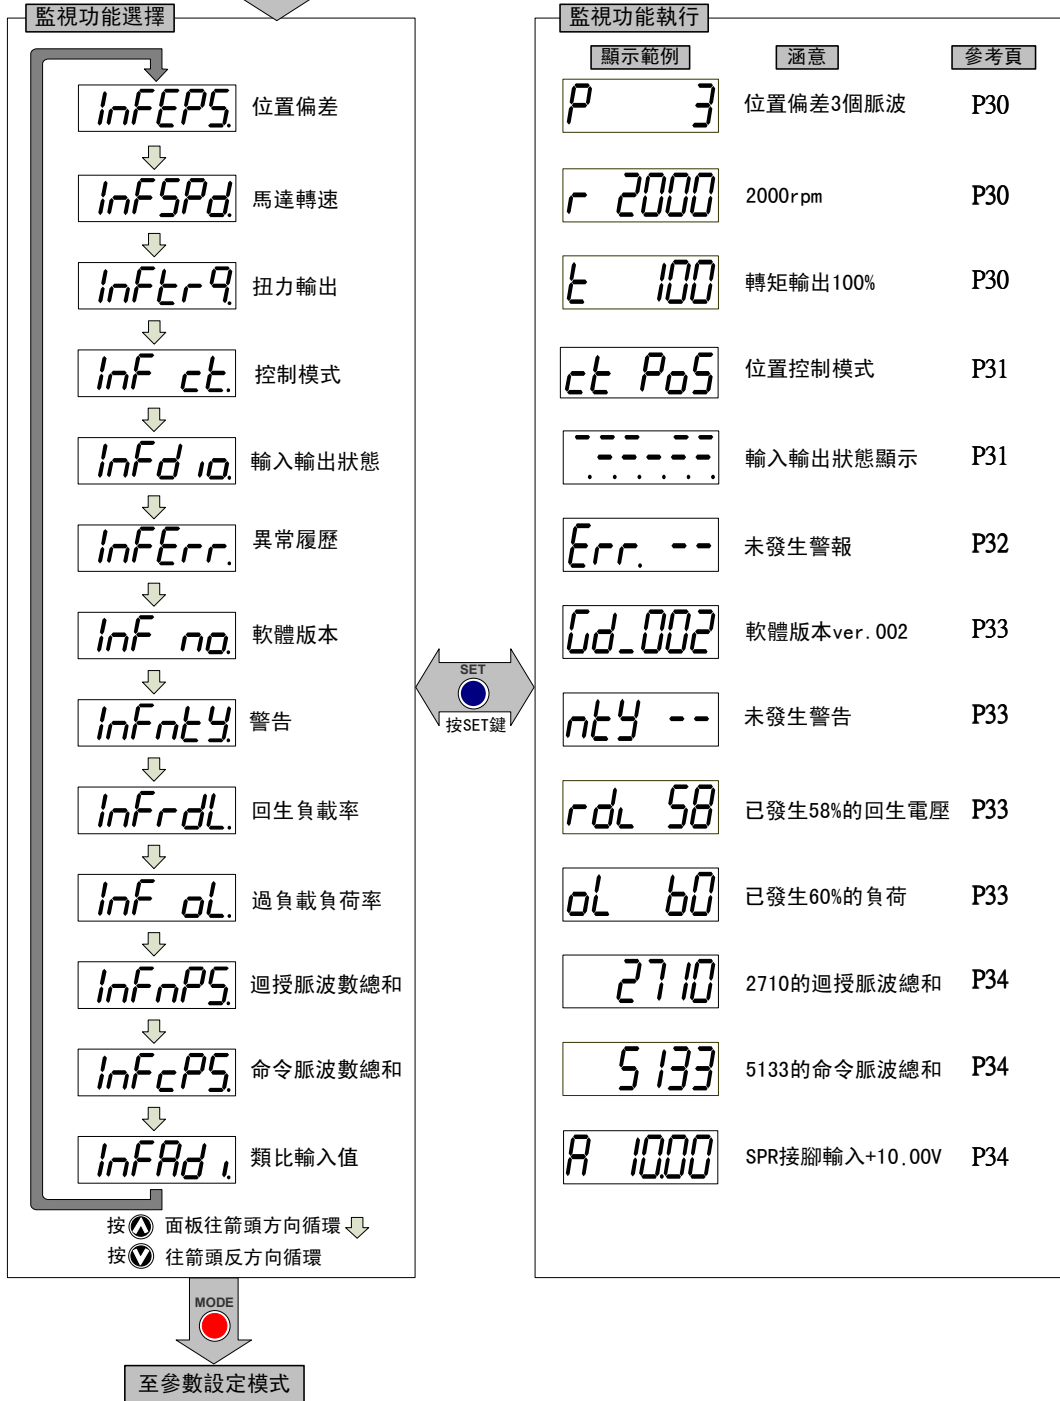 監視功能選擇
InFEPS. 位置偏差
InFSPd. 馬達轉速
InFtrq. 扭力輸出
InF ct. 控制模式
InFdio. 輸入輸出狀態
InFErr. 異常履歷
InF no. 軟體版本
InFntY. 警告
InFrdL. 回生負載率
InF oL. 過負載負荷率
InFnPS. 迴授脈波數總和
InFcPS. 命令脈波數總和
InFAdi. 類比輸入值
按 面板往箭頭方向循環
按 往箭頭反方向循環
MODE
至參數設定模式
SET
按SET鍵
監視功能執行
顯示範例 涵意 參考頁
P 3 位置偏差3個脈波 P30
r 2000 2000rpm P30
t 100 轉矩輸出100% P30
ct PoS 位置控制模式 P31
輸入輸出狀態顯示 P31
Err. -- 未發生警報 P32
Gd_002 軟體版本ver.002 P33
ntY -- 未發生警告 P33
rdL 58 已發生58%的回生電壓 P33
oL 60 已發生60%的負荷 P33
2710 2710的迴授脈波總和 P34
5133 5133的命令脈波總和 P34
A 10.00 SPR接腳輸入+10.00V P34